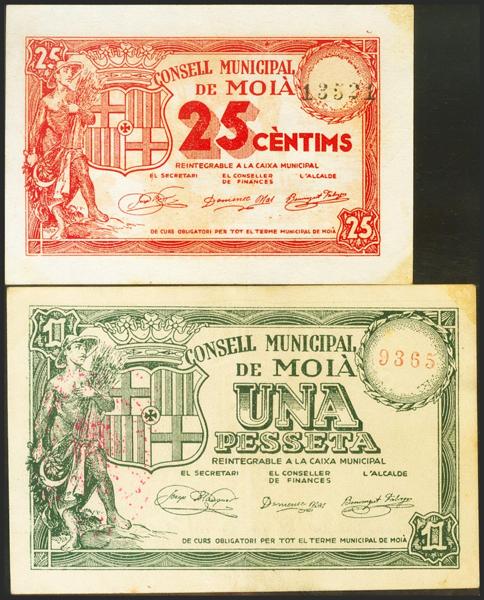 25
CONSELL MUNICIPAL
DE MOIÀ
13521
25 CÈNTIMS
REINTEGRABLE A LA CAIXA MUNICIPAL
EL SECRETARI EL CONSELLER DE FINANCES L'ALCALDE
25
DE CURS OBLIGATORI PER TOT EL TERME MUNICIPAL DE MOIÀ
1
CONSELL MUNICIPAL
DE MOIÀ
9365
UNA
PESSETA
REINTEGRABLE A LA CAIXA MUNICIPAL
EL SECRETARI EL CONSELLER DE FINANCES L'ALCALDE
1
DE CURS OBLIGATORI PER TOT EL TERME MUNICIPAL DE MOIÀ